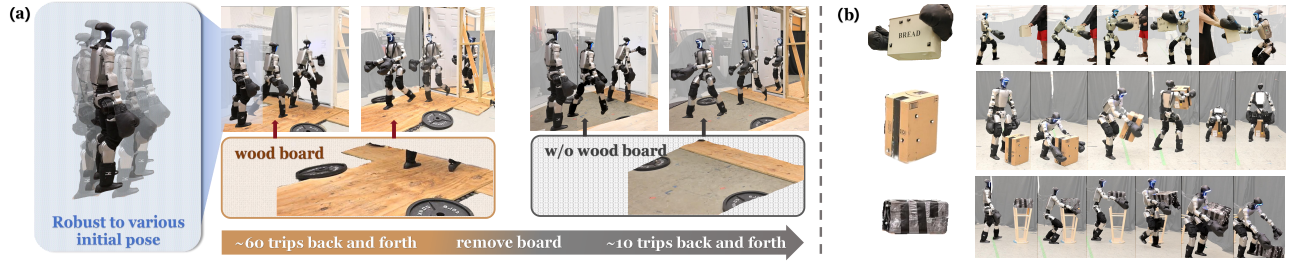 (a)
Robust to various
initial pose
wood board
w/o wood board
~60 trips back and forth
remove board
~10 trips back and forth
(b)
BREAD